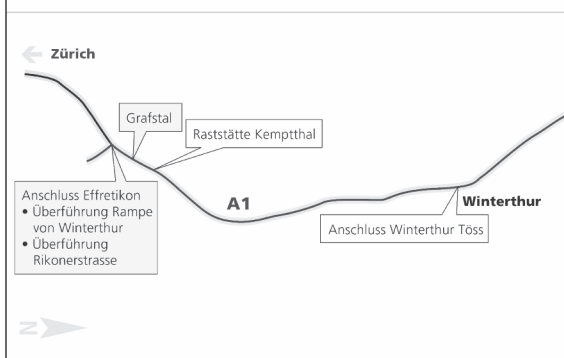 Zürich
Grafstal
Raststätte Kemptthal
Anschluss Effretikon
• Überführung Rampe
von Winterthur
• Überführung
Rikonerstrasse
A1
Winterthur
Anschluss Winterthur Töss
N